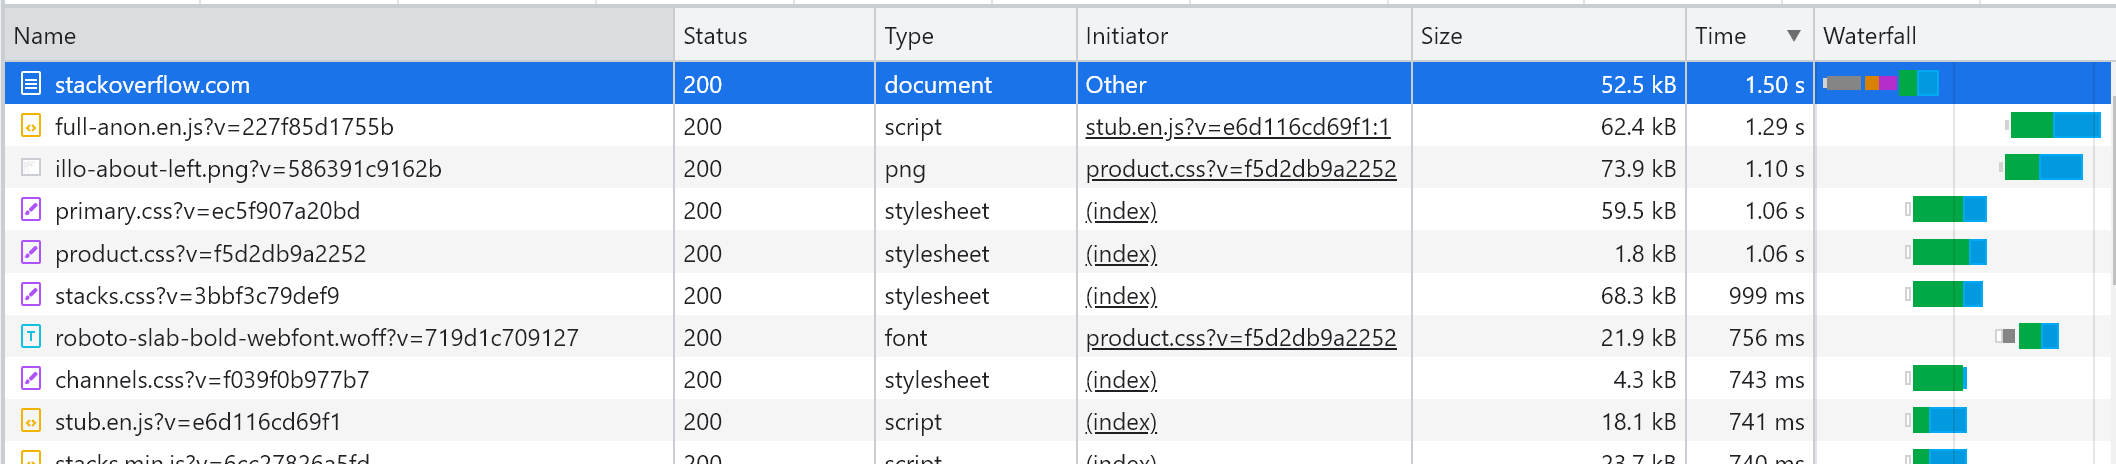 Name Status Type Initiator Size Time ▼ Waterfall
stackoverflow.com 200 document Other 52.5 kB 1.50 s
full-anon.en.js?v=227f85d1755b 200 script stub.en.js?v=e6d116cd69f1:1 62.4 kB 1.29 s
illo-about-left.png?v=586391c9162b 200 png product.css?v=f5d2db9a2252 73.9 kB 1.10 s
primary.css?v=ec5f907a20bd 200 stylesheet (index) 59.5 kB 1.06 s
product.css?v=f5d2db9a2252 200 stylesheet (index) 1.8 kB 1.06 s
stacks.css?v=3bbf3c79def9 200 stylesheet (index) 68.3 kB 999 ms
roboto-slab-bold-webfont.woff?v=719d1c709127 200 font product.css?v=f5d2db9a2252 21.9 kB 756 ms
channels.css?v=f039f0b977b7 200 stylesheet (index) 4.3 kB 743 ms
stub.en.js?v=e6d116cd69f1 200 script (index) 18.1 kB 741 ms
stacks.min.js?v=6cc27826a5fd 200 script (index) 23.7 kB 740 ms